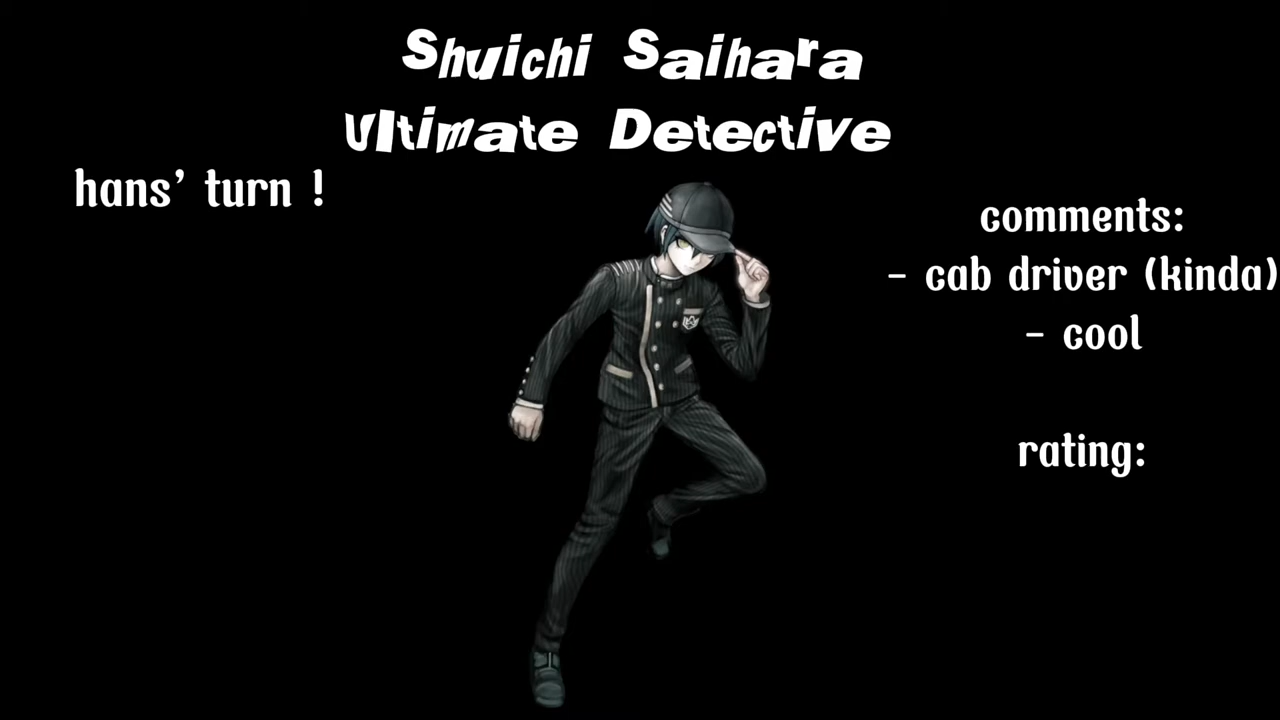 Shuichi Saihara
Ultimate Detective
hans' turn !
comments:
- cab driver (kinda)
- cool
rating: